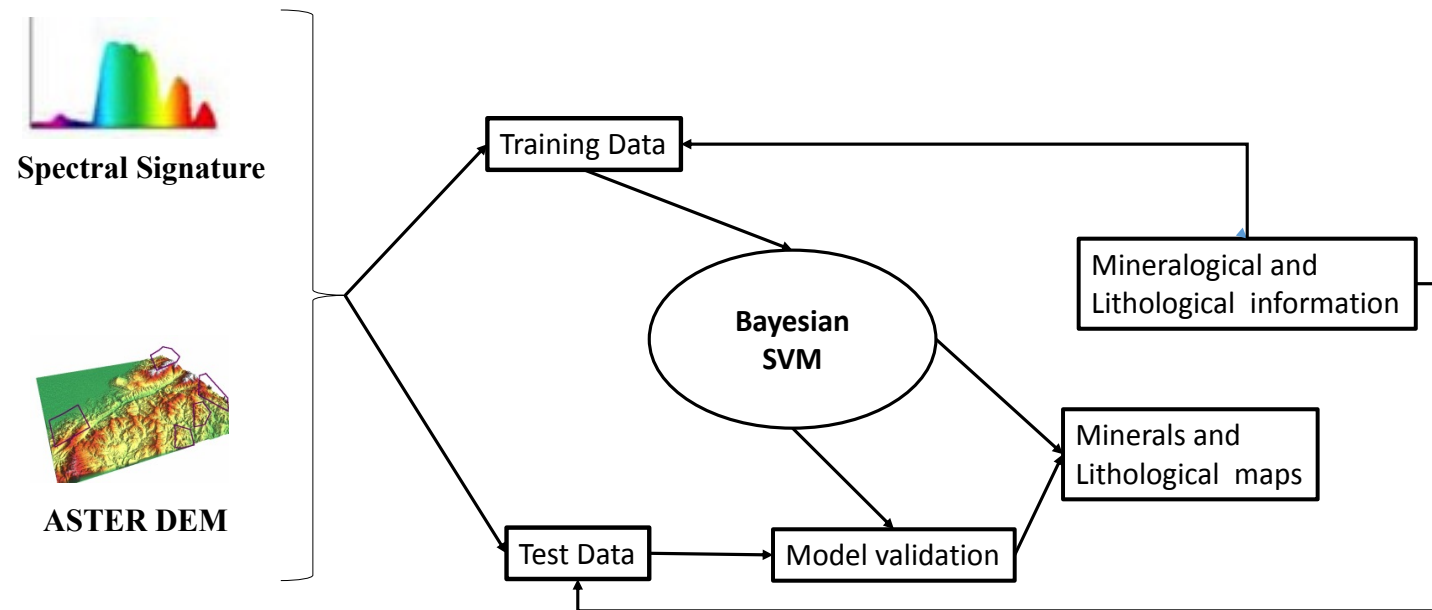 Spectral Signature
ASTER DEM
Training Data
Bayesian
SVM
Mineralogical and
Lithological information
Minerals and
Lithological maps
Test Data
Model validation